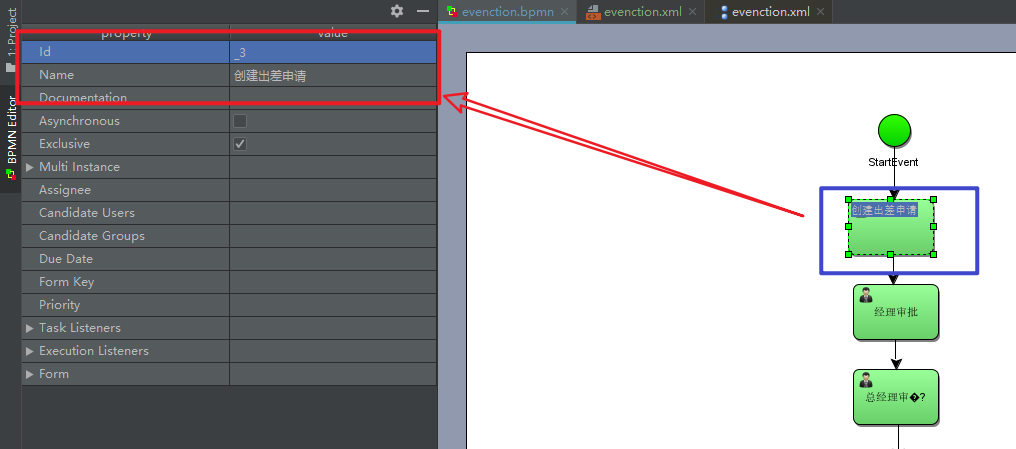 1: Project
BPMN Editor
evenction.bpmn
evenction.xml
evenction.xml
property
value
Id
_3
Name
创建出差申请
Documentation
Asynchronous
Exclusive
Multi Instance
Assignee
Candidate Users
Candidate Groups
Due Date
Form Key
Priority
Task Listeners
Execution Listeners
Form
StartEvent
创建出差申请
经理审批
总经理审�?